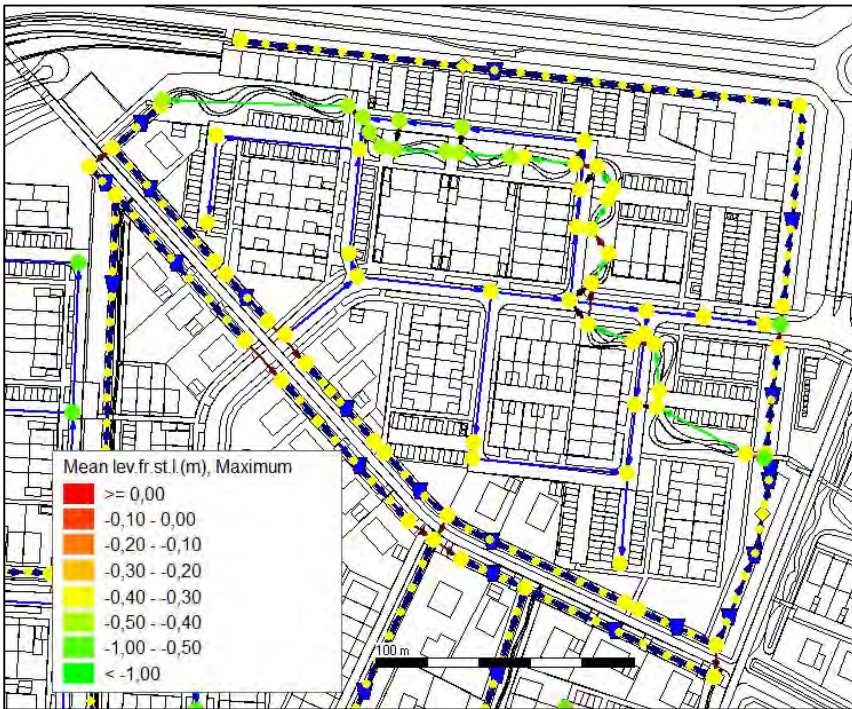 Mean lev.fr.st.l.(m), Maximum
>= 0,00
-0,10 - 0,00
-0,20 - -0,10
-0,30 - -0,20
-0,40 - -0,30
-0,50 - -0,40
-1,00 - -0,50
< -1,00
100 m